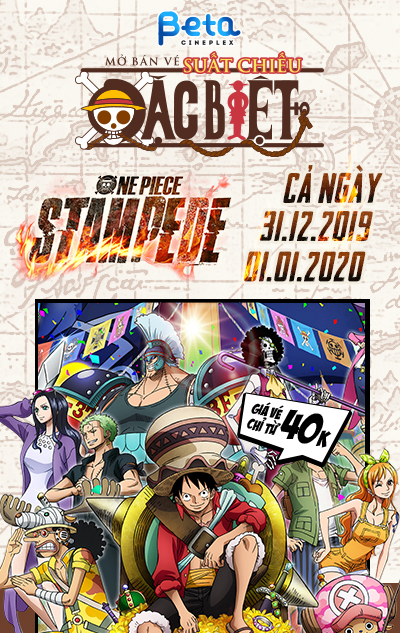 Beta
CINEPLEX
MỞ BÁN VÉ SUẤT CHIẾU
ĐẶC BIỆT
ONE PIECE
STAMPEDE
CẢ NGÀY
31.12.2019
01.01.2020
GIÁ VÉ
CHỈ TỪ 40K